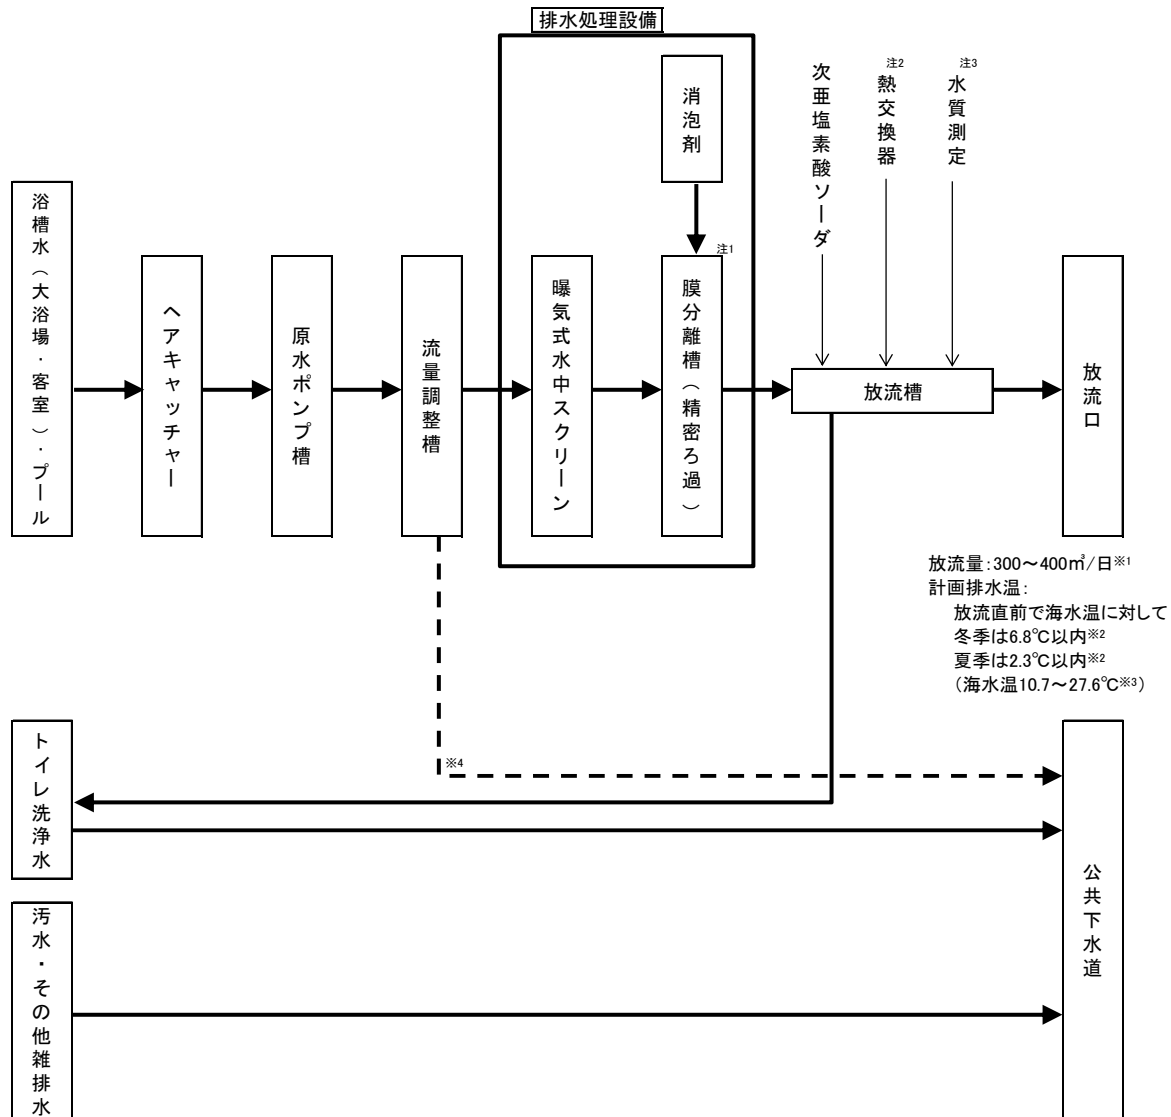 排水処理設備
消泡剤
次亜塩素酸ソーダ
注2
熱交換器
注3
水質測定
浴槽水(大浴場・客室)・プール
ヘアキャッチャー
原水ポンプ槽
流量調整槽
曝気式水中スクリーン
注1
膜分離槽(精密ろ過)
放流槽
放流口
放流量:300～400㎥/日※1
計画排水温:
放流直前で海水温に対して
冬季は6.8℃以内※2
夏季は2.3℃以内※2
(海水温10.7～27.6℃※3)
※4
トイレ洗浄水
汚水・その他雑排水
公共下水道